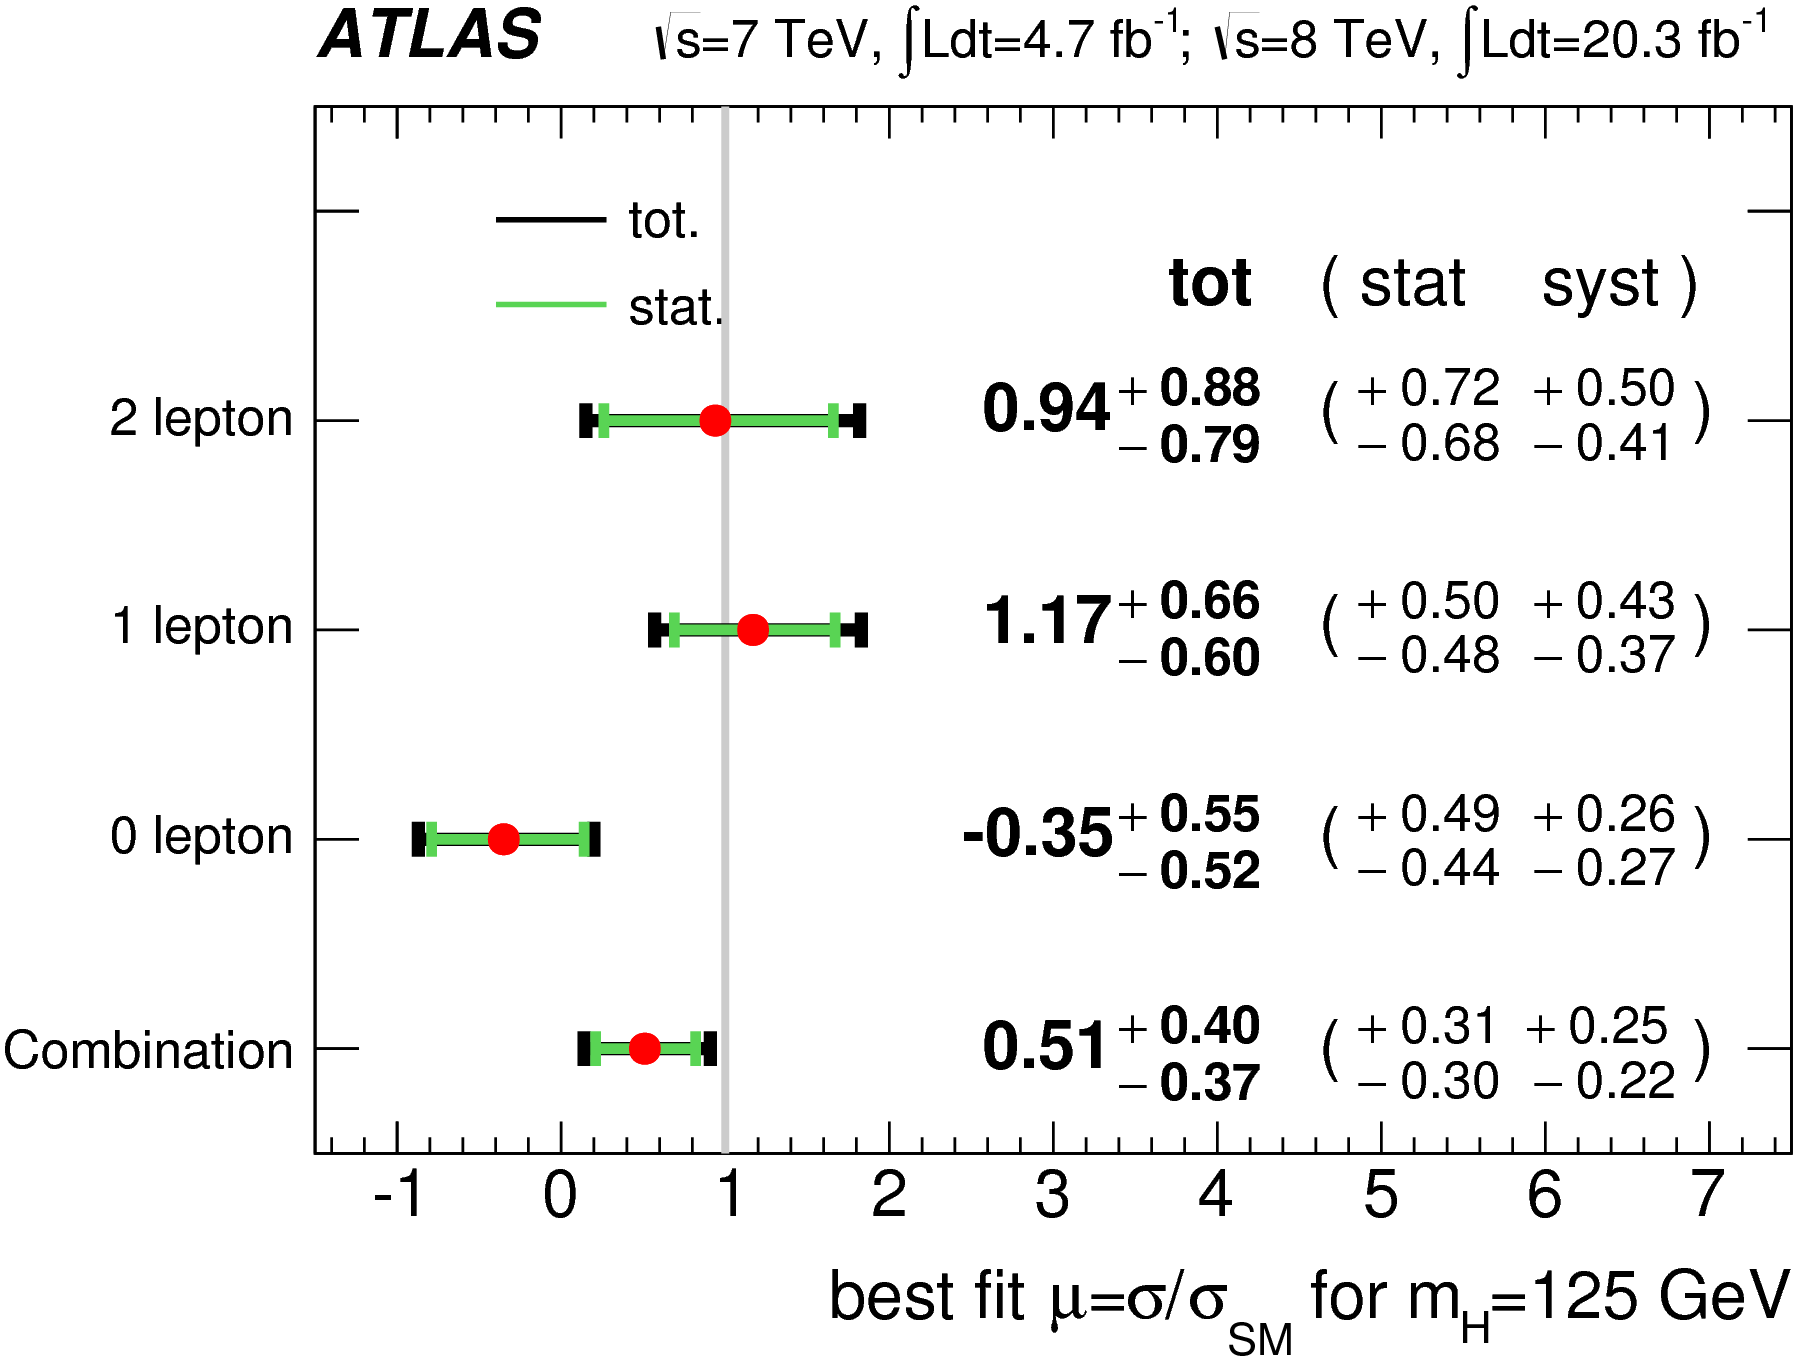 ATLAS √s=7 TeV, ∫Ldt=4.7 fb⁻¹; √s=8 TeV, ∫Ldt=20.3 fb⁻¹
tot.
stat.
tot ( stat syst )
2 lepton 0.94 + 0.88 − 0.79 ( + 0.72 − 0.68 + 0.50 − 0.41 )
1 lepton 1.17 + 0.66 − 0.60 ( + 0.50 − 0.48 + 0.43 − 0.37 )
0 lepton -0.35 + 0.55 − 0.52 ( + 0.49 − 0.44 + 0.26 − 0.27 )
Combination 0.51 + 0.40 − 0.37 ( + 0.31 − 0.30 + 0.25 − 0.22 )
-1 0 1 2 3 4 5 6 7
best fit μ=σ/σ_SM for m_H=125 GeV